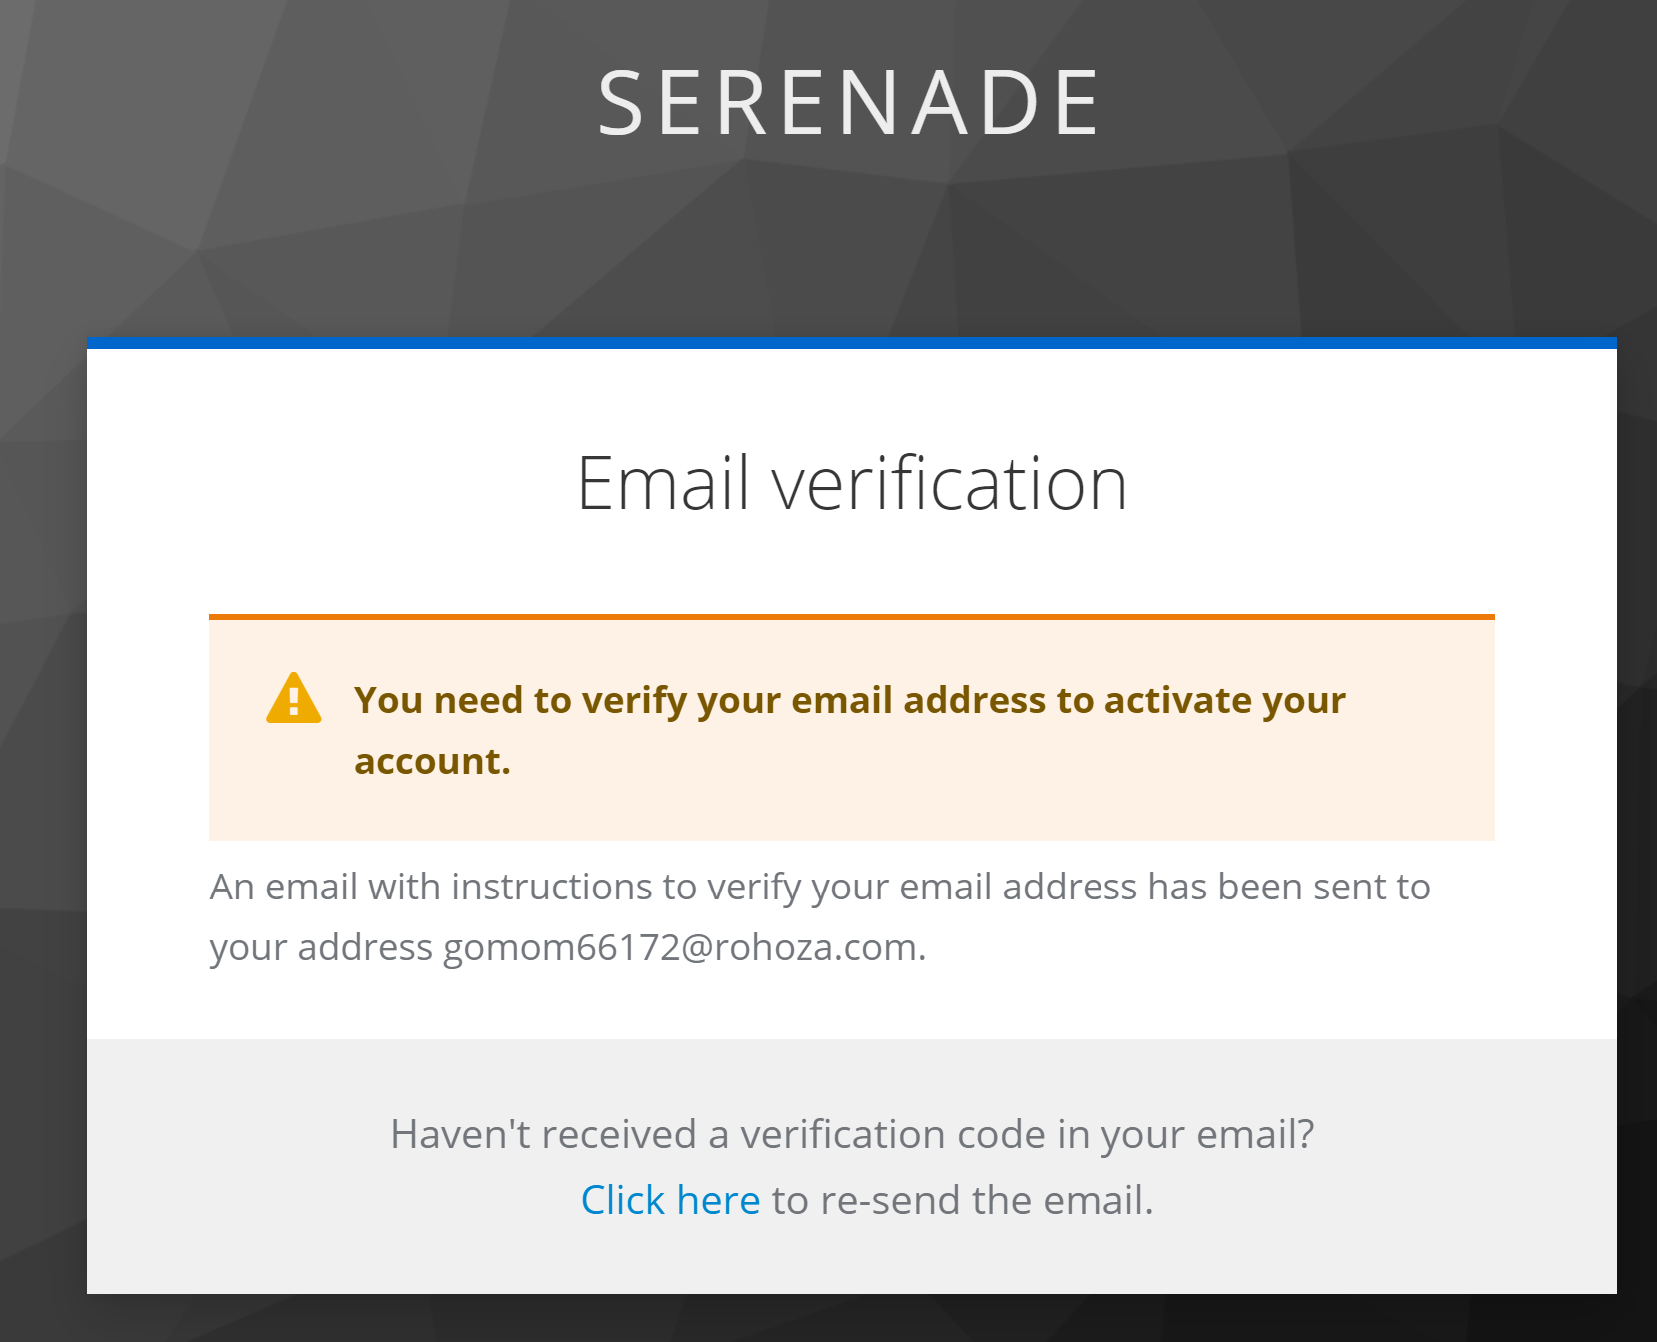 SERENADE
Email verification
You need to verify your email address to activate your
account.
An email with instructions to verify your email address has been sent to
your address gomom66172@rohoza.com.
Haven't received a verification code in your email?
Click here to re-send the email.